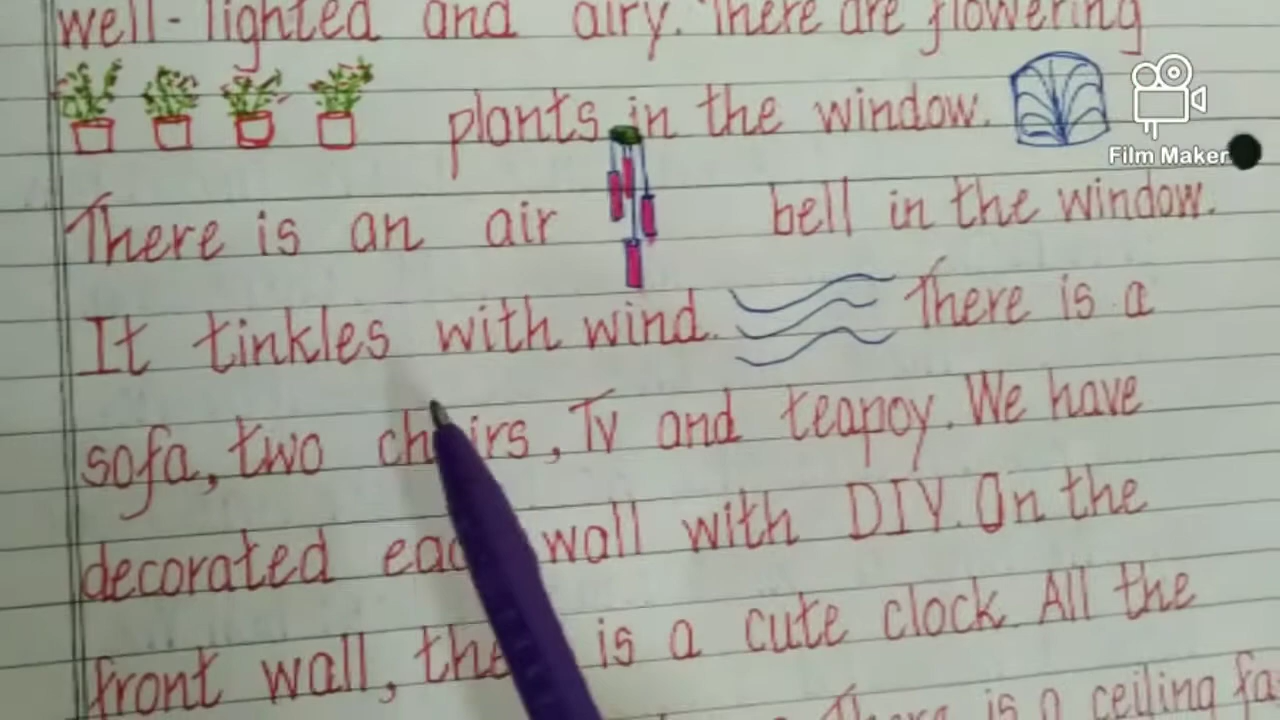 well-lighted and airy. There are flowering
plants in the window.
Film Maker
There is an air bell in the window.
It tinkles with wind. There is a
sofa, two chairs, Tv and teapoy. We have
decorated each wall with DIY. On the
front wall, there is a cute clock All the
There is a ceiling fa